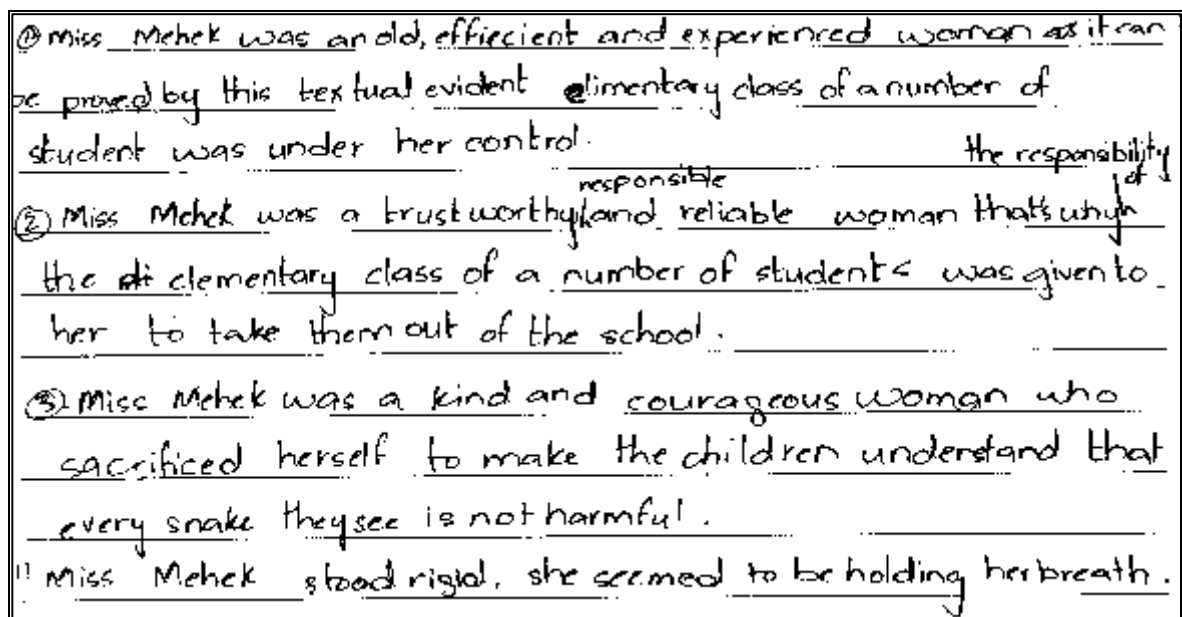 ① Miss Mehek was an old, effiecient and experienced woman as it can
be proved by this textual evident elimentary class of a number of
student was under her control.
the responsibility
responsible of
② Miss Mehek was a trustworthy, and reliable woman that's why
the elementary class of a number of students was given to
her to take them out of the school.
③ Miss Mehek was a kind and courageous woman who
sacrificed herself to make the children understand that
every snake they see is not harmful.
" Miss Mehek stood rigid. she seemed to be holding her breath.